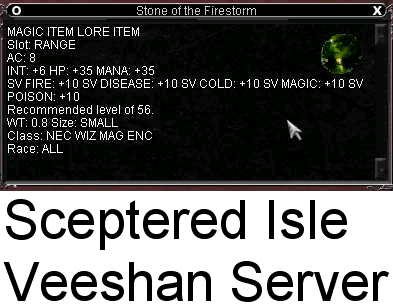 O Stone of the Firestorm X
MAGIC ITEM LORE ITEM
Slot: RANGE
AC: 8
INT: +6 HP: +35 MANA: +35
SV FIRE: +10 SV DISEASE: +10 SV COLD: +10 SV MAGIC: +10 SV
POISON: +10
Recommended level of 56.
WT: 0.8 Size: SMALL
Class: NEC WIZ MAG ENC
Race: ALL
Sceptered Isle
Veeshan Server